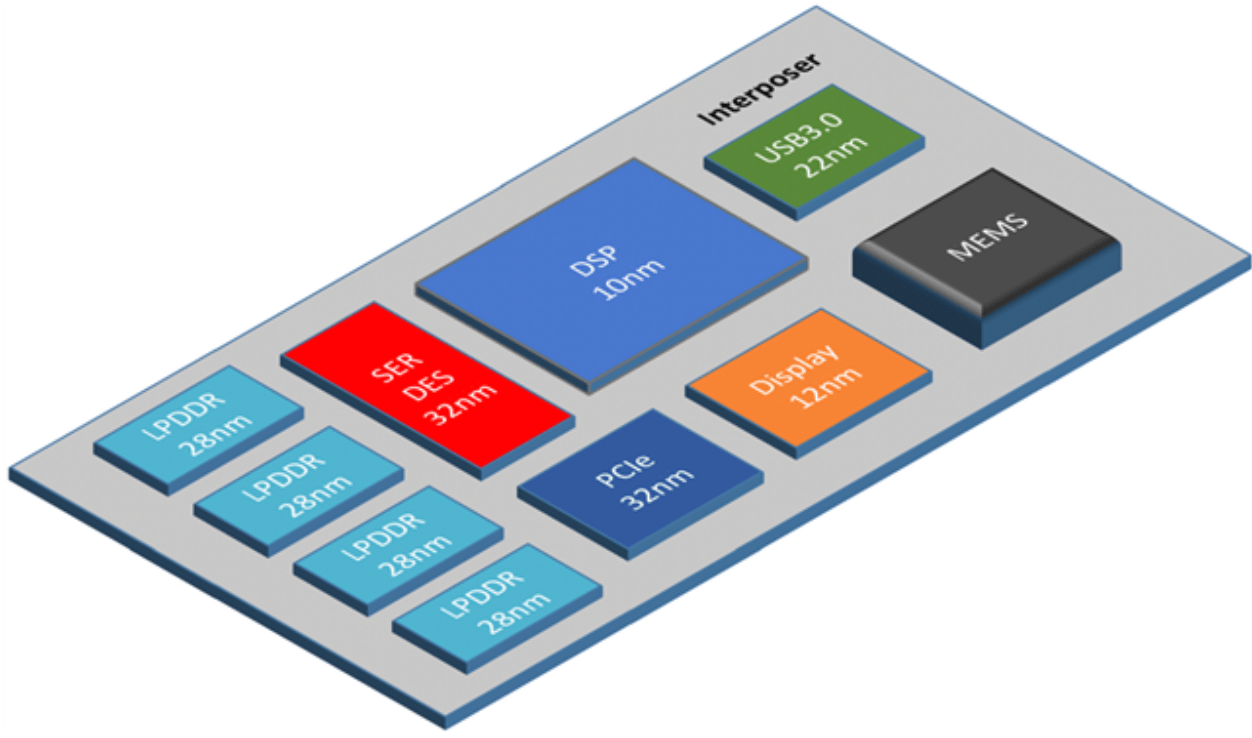 Interposer
USB3.0
22nm
MEMS
DSP
10nm
Display
12nm
SER
DES
32nm
PCIe
32nm
LPDDR
28nm
LPDDR
28nm
LPDDR
28nm
LPDDR
28nm